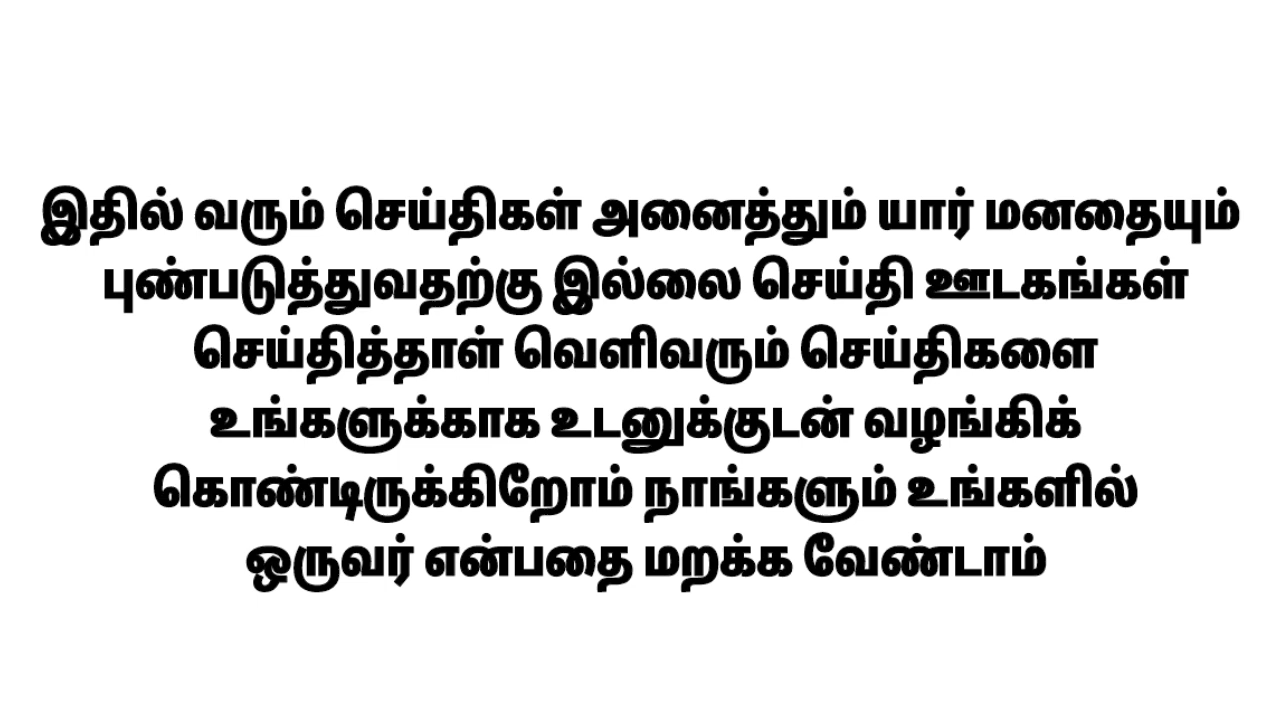 இதில் வரும் செய்திகள் அனைத்தும் யார் மனதையும்
புண்படுத்துவதற்கு இல்லை செய்தி ஊடகங்கள்
செய்தித்தாள் வெளிவரும் செய்திகளை
உங்களுக்காக உடனுக்குடன் வழங்கிக்
கொண்டிருக்கிறோம் நாங்களும் உங்களில்
ஒருவர் என்பதை மறக்க வேண்டாம்